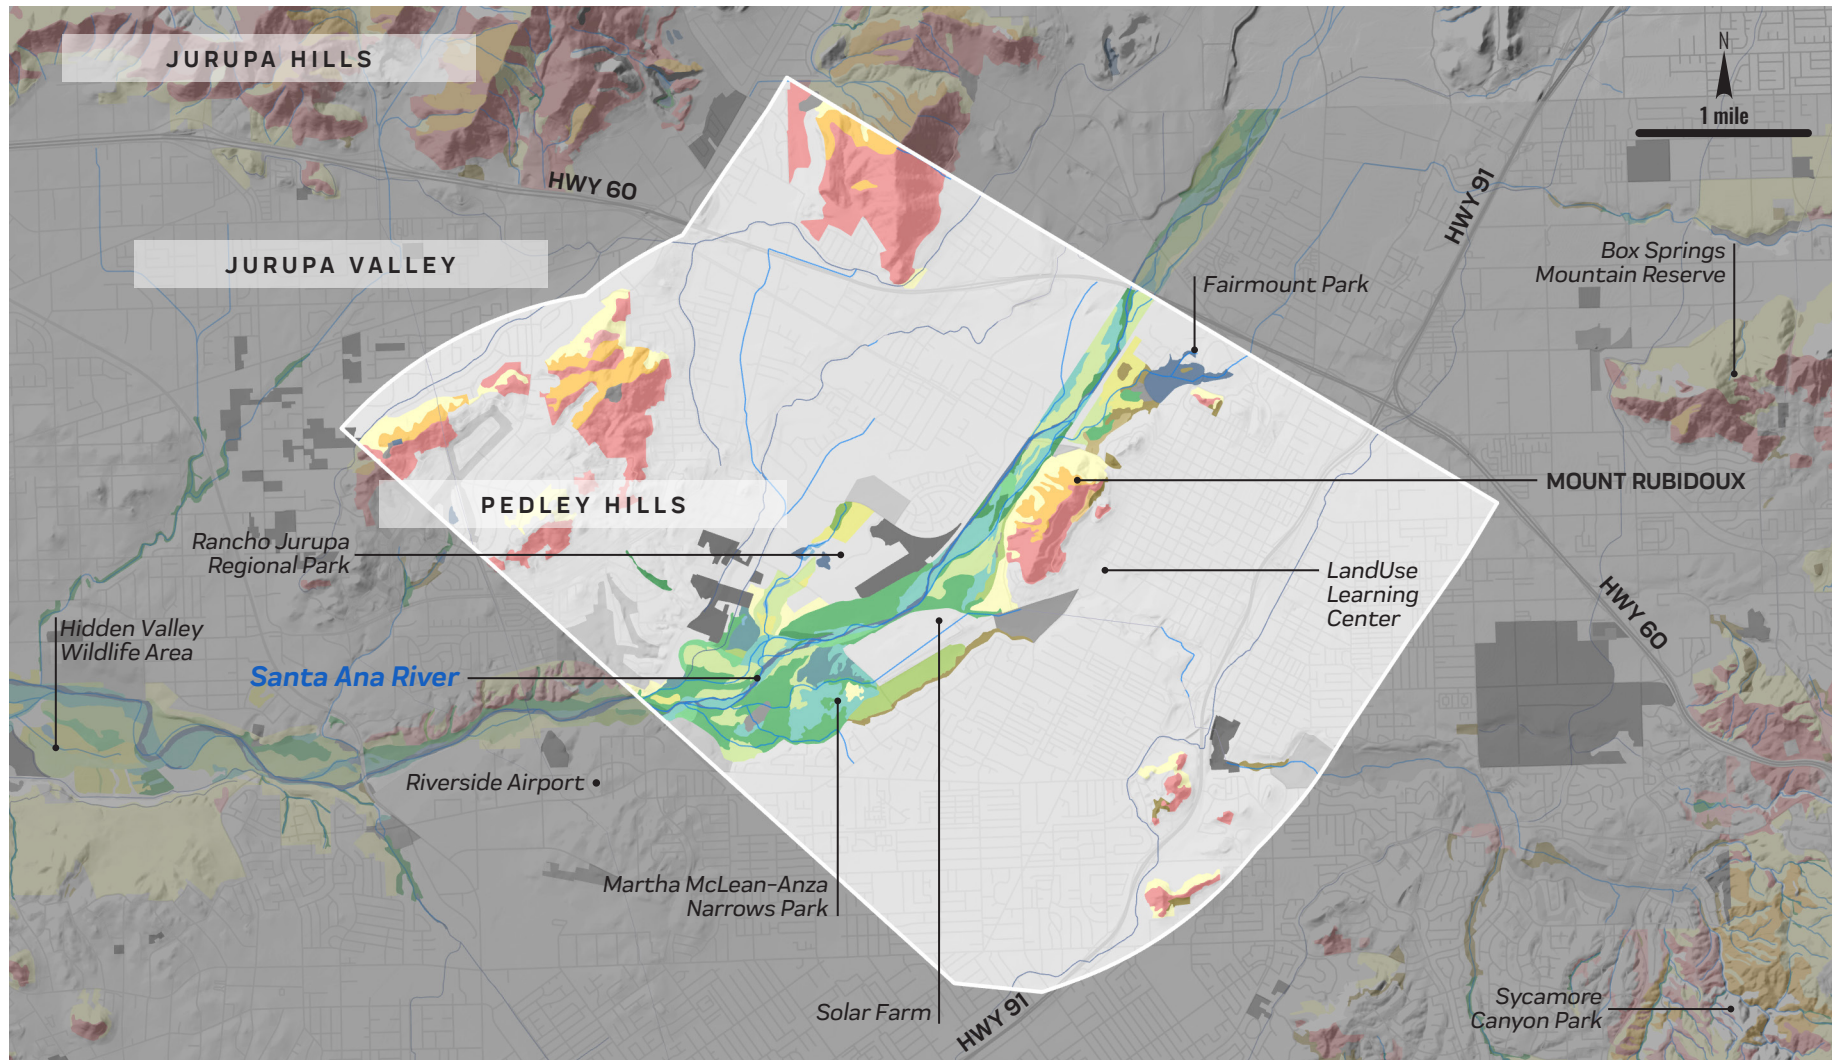 JURUPA HILLS
N
1 mile
HWY 60
HWY 91
JURUPA VALLEY
Box Springs
Mountain Reserve
Fairmount Park
MOUNT RUBIDOUX
PEDLEY HILLS
Rancho Jurupa
Regional Park
LandUse
Learning
Center
HWY 60
Hidden Valley
Wildlife Area
Santa Ana River
Riverside Airport
Martha McLean-Anza
Narrows Park
Solar Farm
HWY 91
Sycamore
Canyon Park